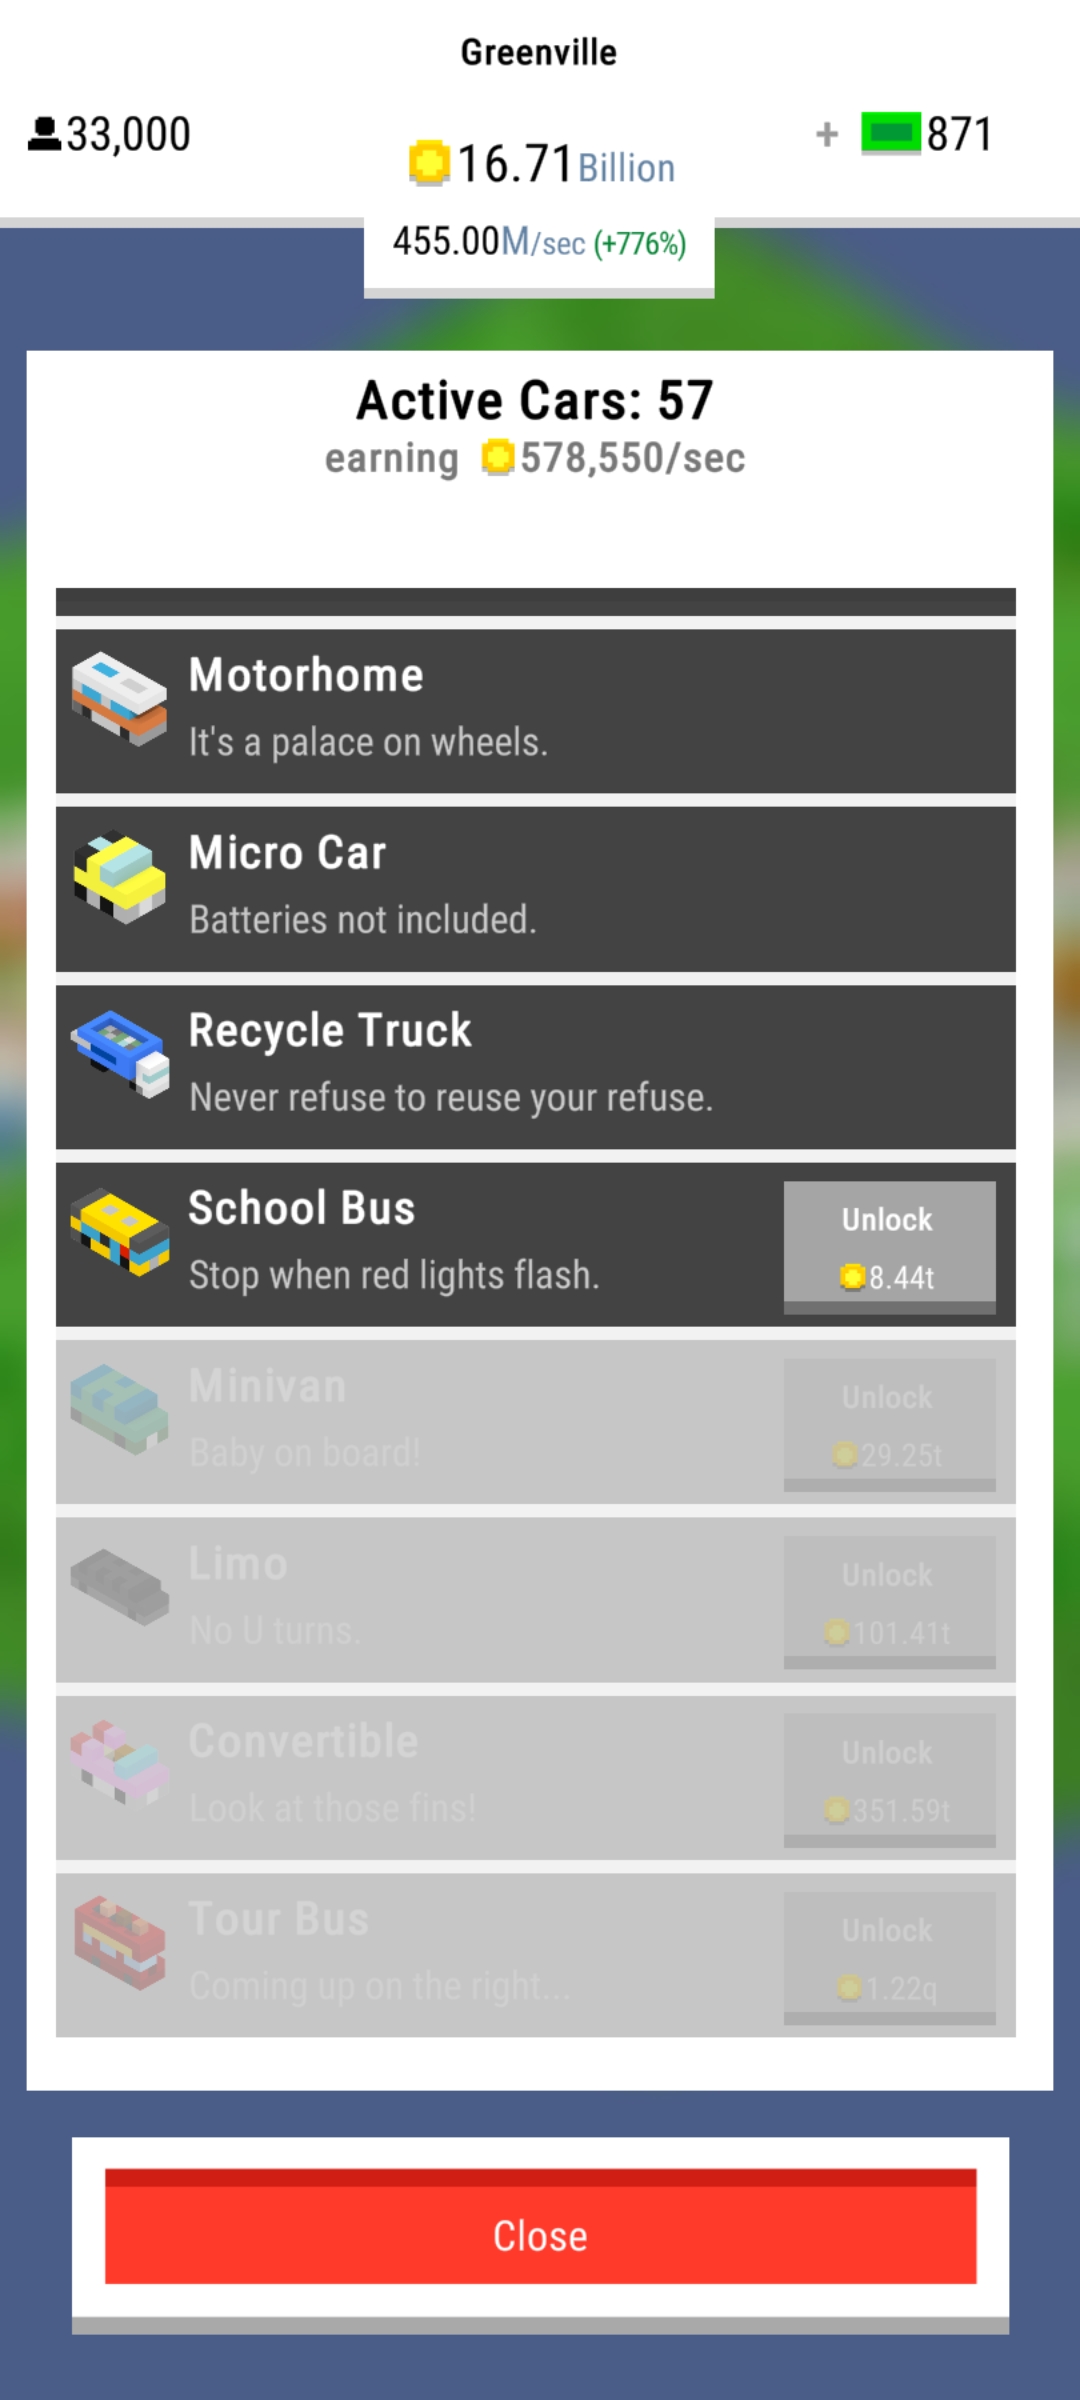 Greenville
33,000
16.71 Billion
+ 871
455.00M/sec (+776%)
Active Cars: 57
earning 578,550/sec
Motorhome
It's a palace on wheels.
Micro Car
Batteries not included.
Recycle Truck
Never refuse to reuse your refuse.
School Bus
Stop when red lights flash.
Unlock
8.44t
Minivan
Baby on board!
Unlock
29.25t
Limo
No U turns.
Unlock
101.41t
Convertible
Look at those fins!
Unlock
351.59t
Tour Bus
Coming up on the right...
Unlock
1.22q
Close